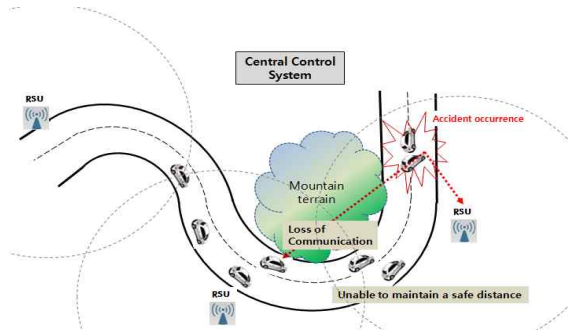 Central Control
System
RSU
Accident occurrence
Mountain
terrain
RSU
Loss of
Communication
RSU
Unable to maintain a safe distance